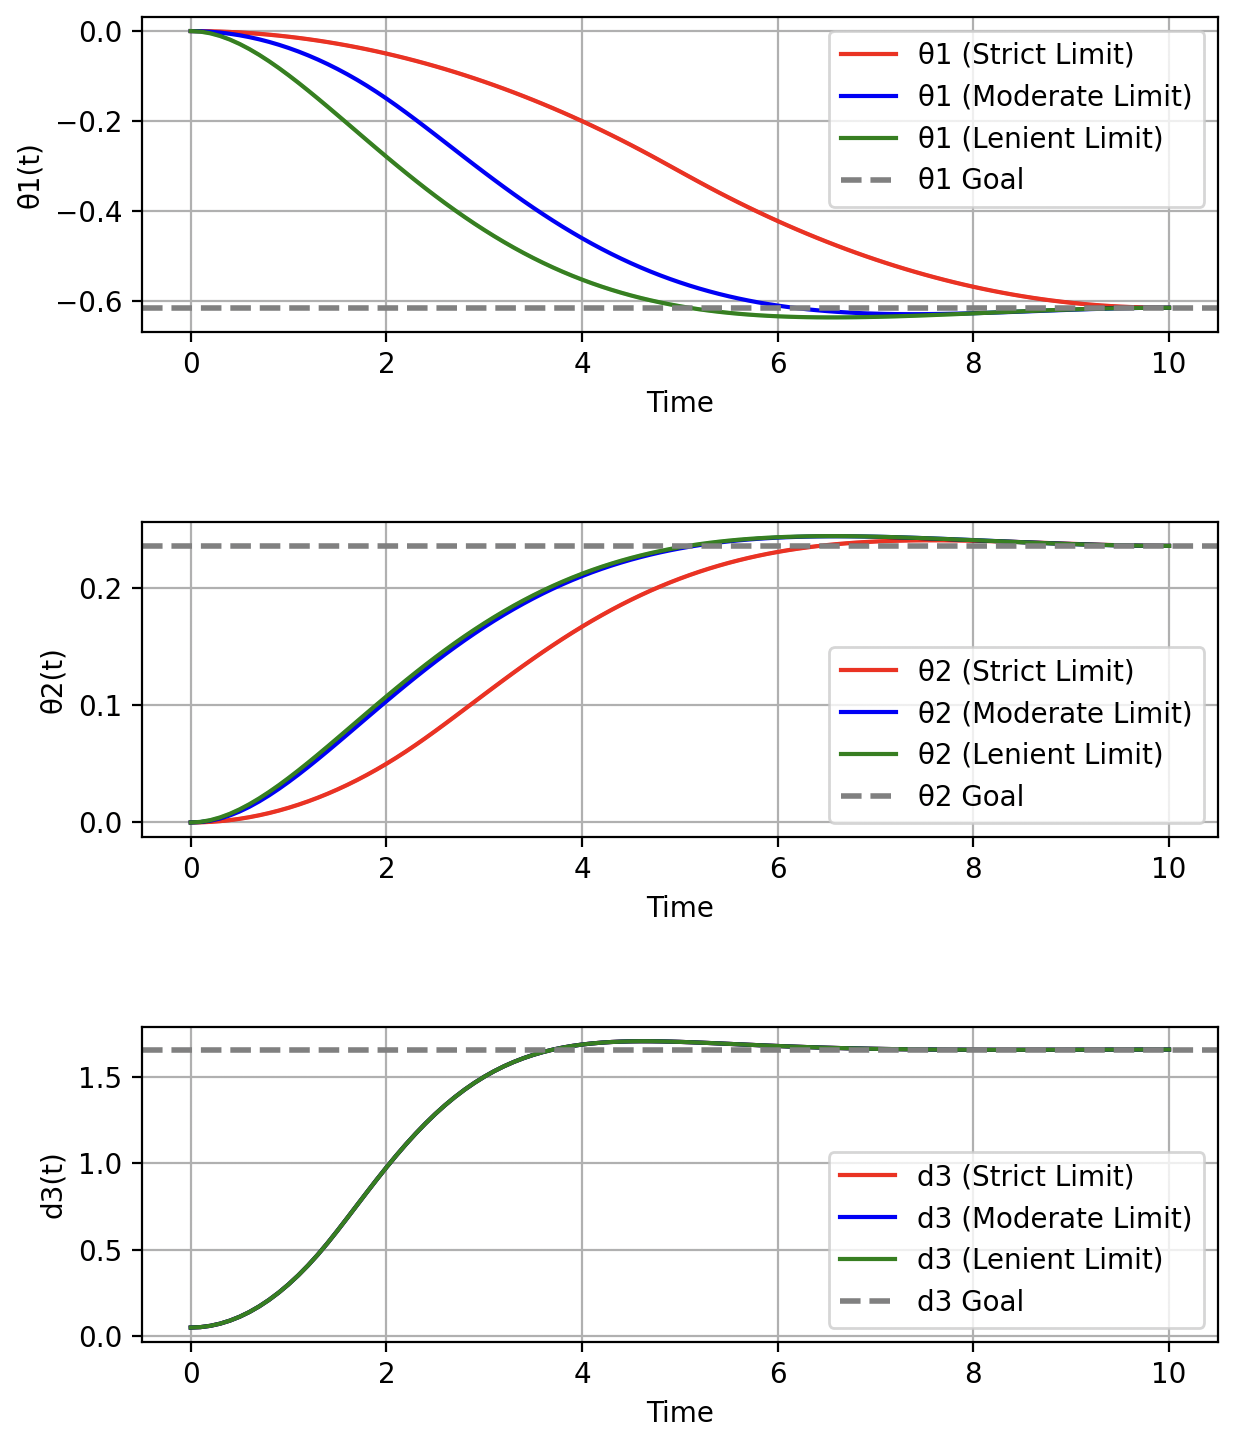 0.0
−0.2
−0.4
−0.6
θ1(t)
θ1 (Strict Limit)
θ1 (Moderate Limit)
θ1 (Lenient Limit)
θ1 Goal
0 2 4 6 8 10
Time
0.2
0.1
0.0
θ2(t)
θ2 (Strict Limit)
θ2 (Moderate Limit)
θ2 (Lenient Limit)
θ2 Goal
0 2 4 6 8 10
Time
1.5
1.0
0.5
0.0
d3(t)
d3 (Strict Limit)
d3 (Moderate Limit)
d3 (Lenient Limit)
d3 Goal
0 2 4 6 8 10
Time